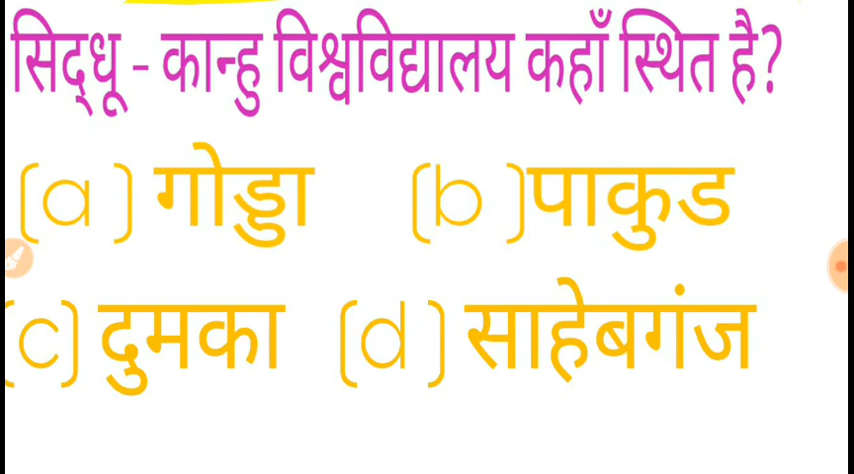 सिद्धू - कान्हु विश्वविद्यालय कहाँ स्थित है?
(a ) गोड्डा (b )पाकुड
(c) दुमका (d ) साहेबगंज